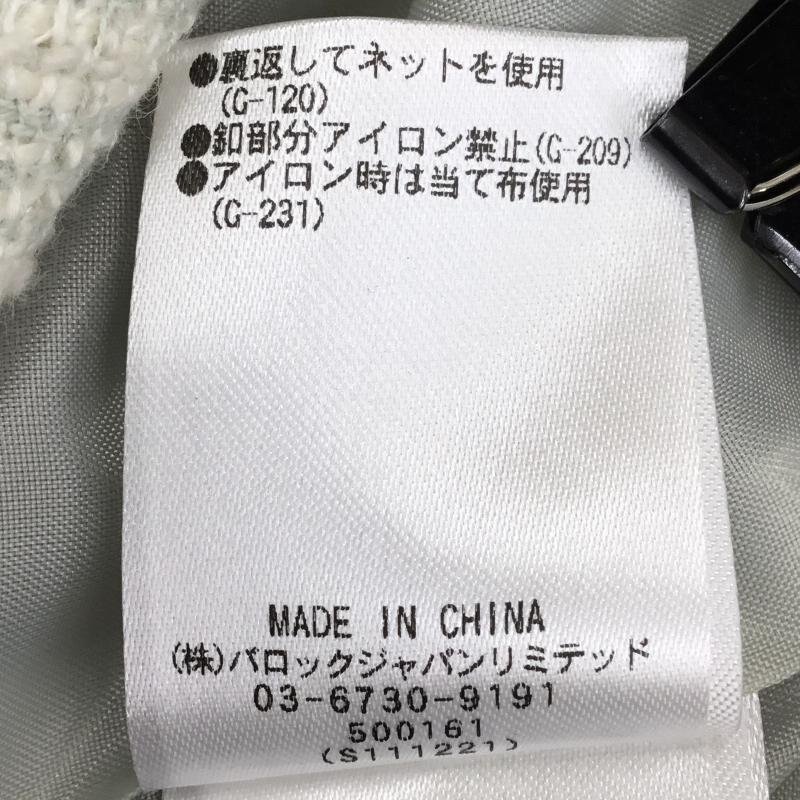 ●裏返してネットを使用
(G-120)
●釦部分アイロン禁止(G-209)
●アイロン時は当て布使用
(G-231)
MADE IN CHINA
(株)バロックジャパンリミテッド
03-6730-9191
500161
(S111221)